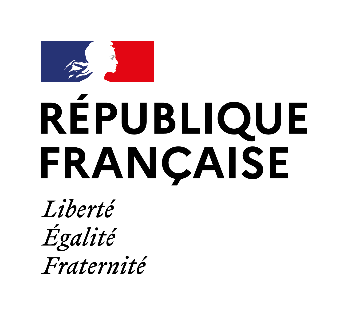 RÉPUBLIQUE
FRANÇAISE
Liberté
Égalité
Fraternité